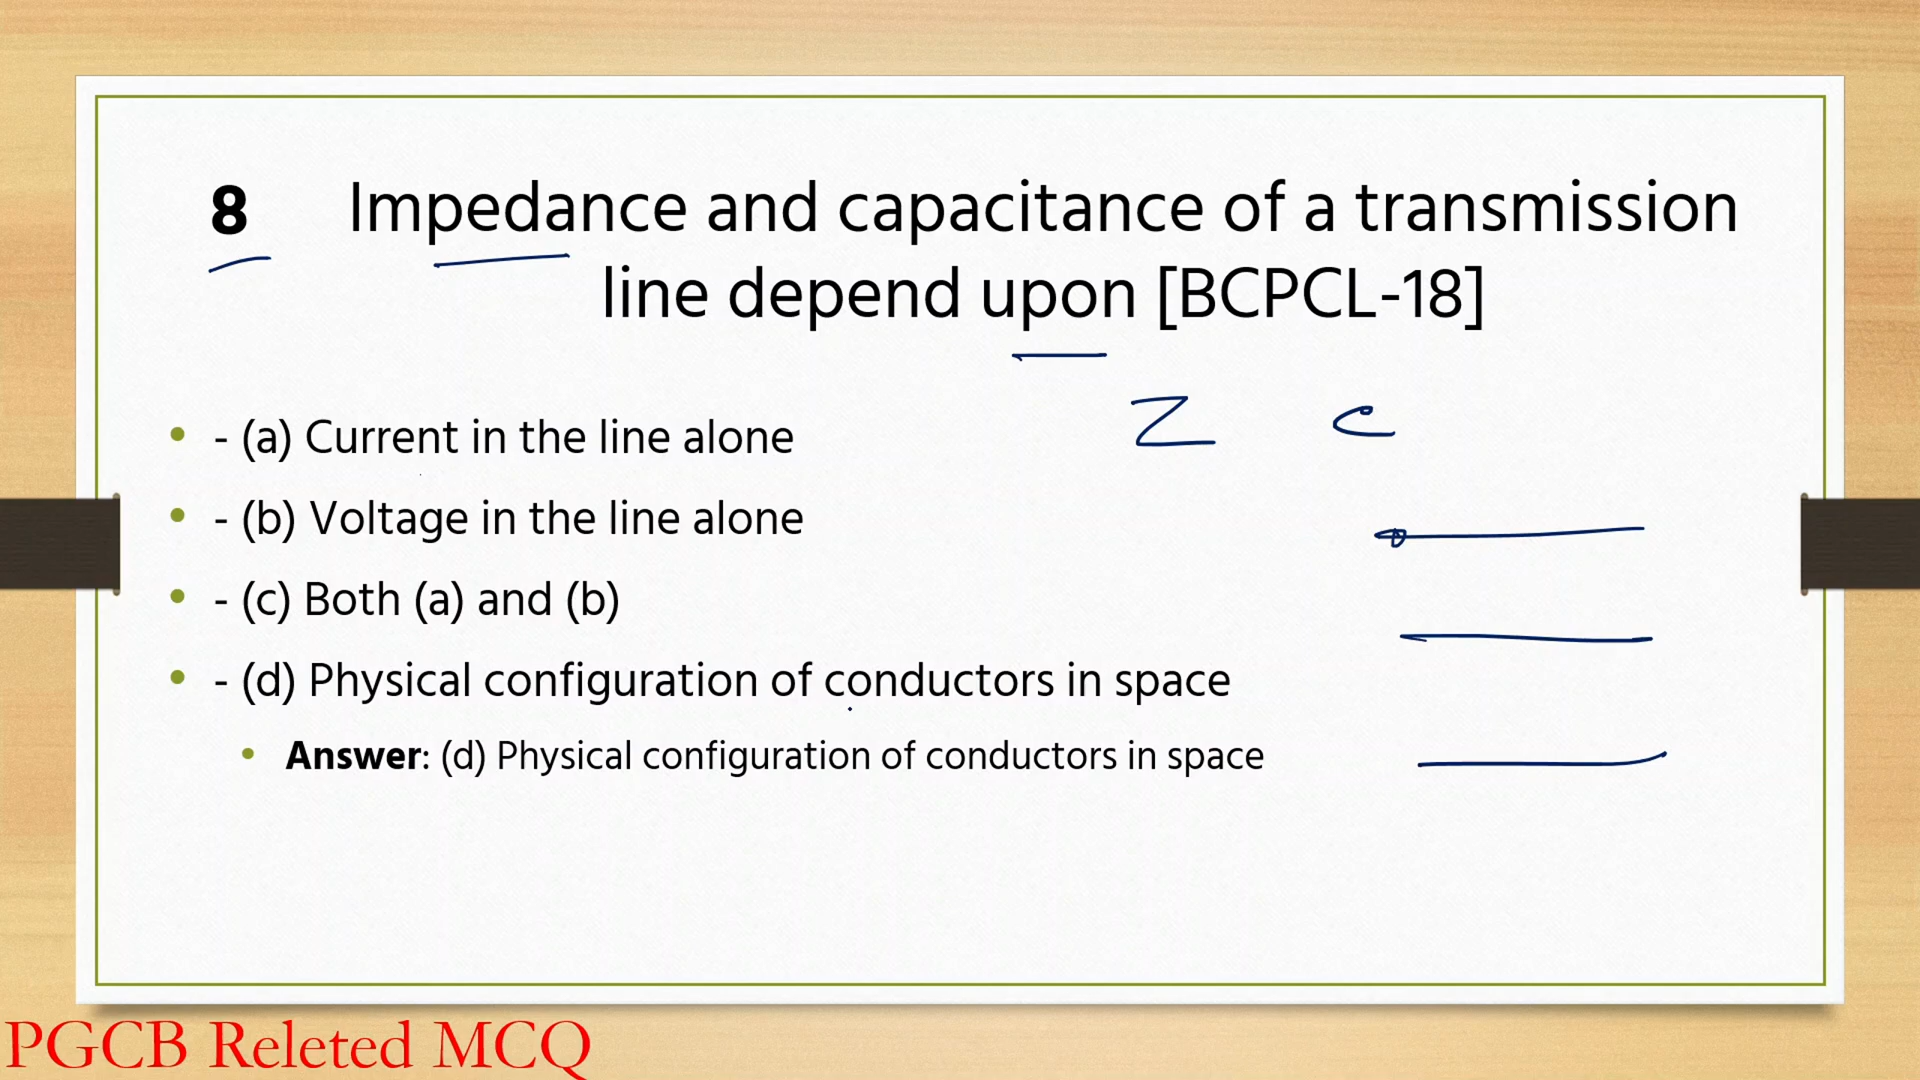 8 Impedance and capacitance of a transmission
line depend upon [BCPCL-18]
Z C
• - (a) Current in the line alone
• - (b) Voltage in the line alone
• - (c) Both (a) and (b)
• - (d) Physical configuration of conductors in space
• Answer: (d) Physical configuration of conductors in space
PGCB Releted MCQ